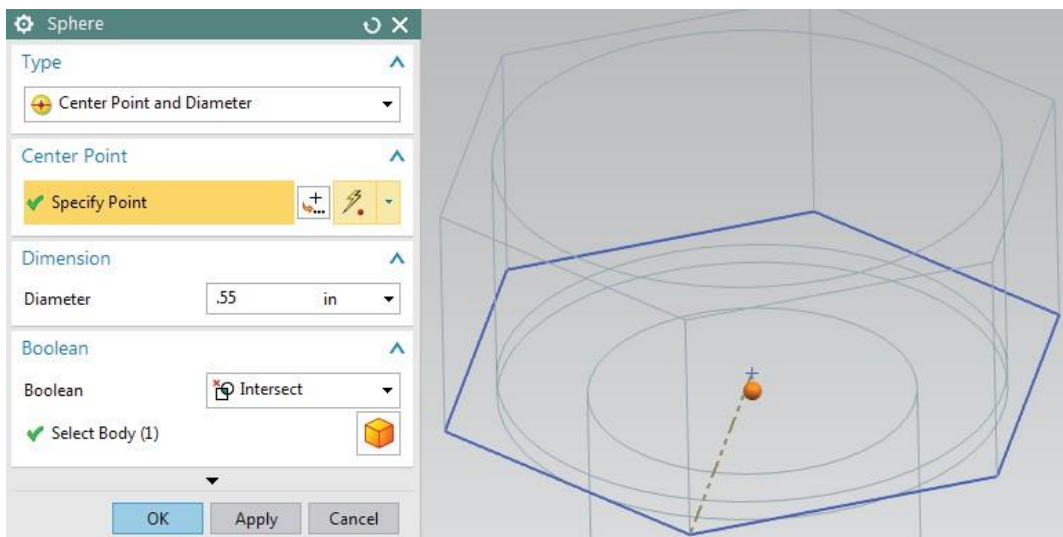 Sphere
Type
Center Point and Diameter
Center Point
Specify Point
Dimension
Diameter .55 in
Boolean
Boolean Intersect
Select Body (1)
OK Apply Cancel